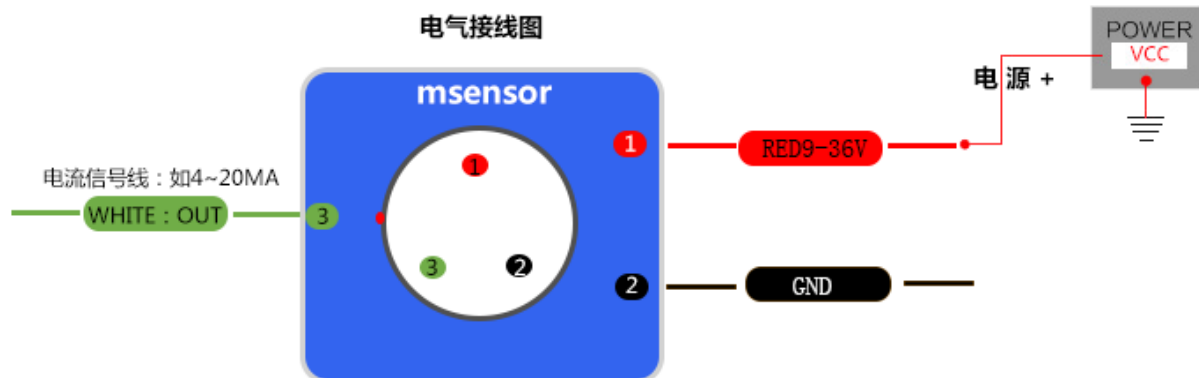 电气接线图
POWER
VCC
电 源 +
msensor
1
1
RED9-36V
电流信号线：如4~20MA
WHITE：OUT
3
3
2
2
GND